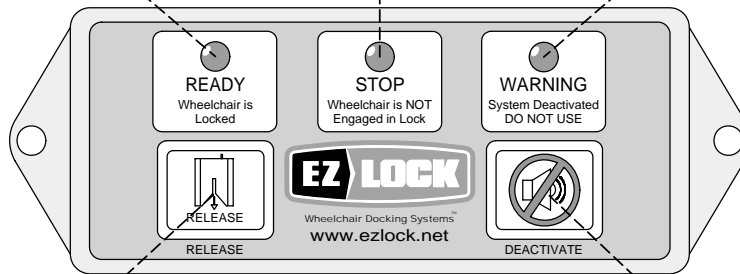 READY
Wheelchair is
Locked
STOP
Wheelchair is NOT
Engaged in Lock
WARNING
System Deactivated
DO NOT USE
RELEASE
RELEASE
EZ LOCK
Wheelchair Docking Systems™
www.ezlock.net
DEACTIVATE